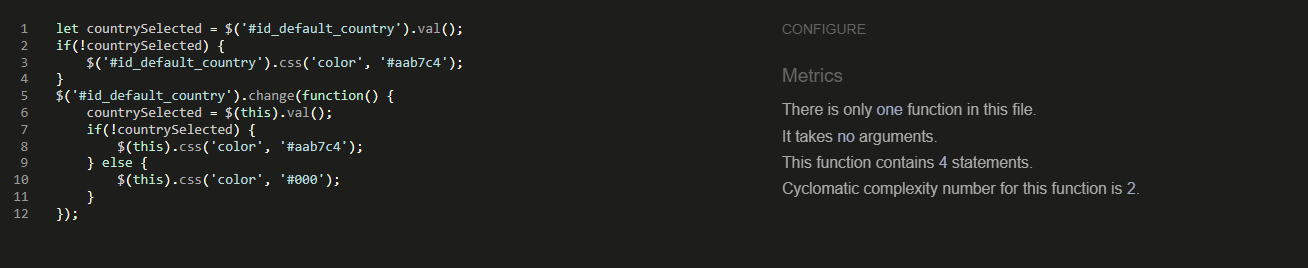 1 let countrySelected = $('#id_default_country').val();
2 if(!countrySelected) {
3 $('#id_default_country').css('color', '#aab7c4');
4 }
5 $('#id_default_country').change(function() {
6 countrySelected = $(this).val();
7 if(!countrySelected) {
8 $(this).css('color', '#aab7c4');
9 } else {
10 $(this).css('color', '#000');
11 }
12 });
CONFIGURE
Metrics
There is only one function in this file.
It takes no arguments.
This function contains 4 statements.
Cyclomatic complexity number for this function is 2.